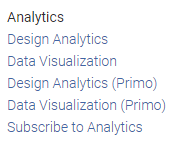 Analytics
Design Analytics
Data Visualization
Design Analytics (Primo)
Data Visualization (Primo)
Subscribe to Analytics